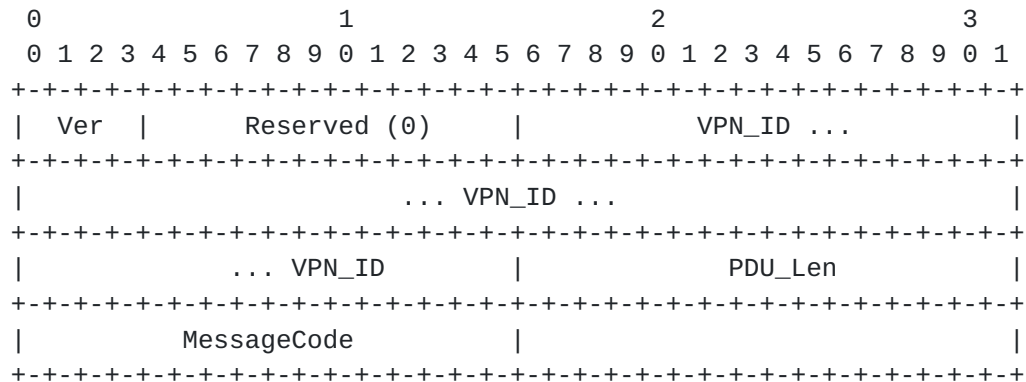 0                   1                   2                   3
 0 1 2 3 4 5 6 7 8 9 0 1 2 3 4 5 6 7 8 9 0 1 2 3 4 5 6 7 8 9 0 1
+-+-+-+-+-+-+-+-+-+-+-+-+-+-+-+-+-+-+-+-+-+-+-+-+-+-+-+-+-+-+-+-+
|  Ver  |      Reserved (0)     |           VPN_ID ...          |
+-+-+-+-+-+-+-+-+-+-+-+-+-+-+-+-+-+-+-+-+-+-+-+-+-+-+-+-+-+-+-+-+
|                        ... VPN_ID ...                         |
+-+-+-+-+-+-+-+-+-+-+-+-+-+-+-+-+-+-+-+-+-+-+-+-+-+-+-+-+-+-+-+-+
|             ... VPN_ID        |             PDU_Len           |
+-+-+-+-+-+-+-+-+-+-+-+-+-+-+-+-+-+-+-+-+-+-+-+-+-+-+-+-+-+-+-+-+
|          MessageCode          |                               |
+-+-+-+-+-+-+-+-+-+-+-+-+-+-+-+-+-+-+-+-+-+-+-+-+-+-+-+-+-+-+-+-+